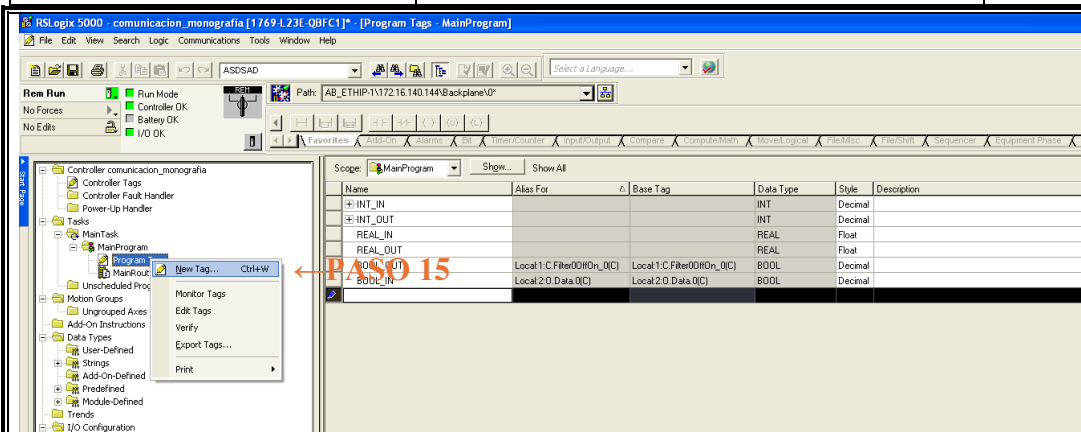 RSLogix 5000 - comunicacion_monografia [1769-L23E-QBFC1]* - [Program Tags - MainProgram]
File Edit View Search Logic Communications Tools Window Help
ASDSAD
Select a Language...
Rem Run
Run Mode
REM
Path: AB_ETHIP-1\172.16.140.144\Backplane\0*
No Forces
Controller OK
Battery OK
No Edits
I/O OK
Favorites Add-On Alarms Bit Timer/Counter Input/Output Compare Compute/Math Move/Logical File/Misc. File/Shift Sequencer Equipment Phase
Start Page
Controller comunicacion_monografia
Controller Tags
Controller Fault Handler
Power-Up Handler
Tasks
MainTask
MainProgram
Program T
MainRout
Unscheduled Prog
Motion Groups
Ungrouped Axes
Add-On Instructions
Data Types
User-Defined
Strings
Add-On-Defined
Predefined
Module-Defined
Trends
I/O Configuration
New Tag... Ctrl+W
Monitor Tags
Edit Tags
Verify
Export Tags...
Print
←PASO 15
Scope: MainProgram Show... Show All
Name Alias For Base Tag Data Type Style Description
INT_IN INT Decimal
INT_OUT INT Decimal
REAL_IN REAL Float
REAL_OUT REAL Float
BOOL_OUT Local:1:C.Filter0OffOn_0(C) Local:1:C.Filter0OffOn_0(C) BOOL Decimal
BOOL_IN Local:2:O.Data.0(C) Local:2:O.Data.0(C) BOOL Decimal